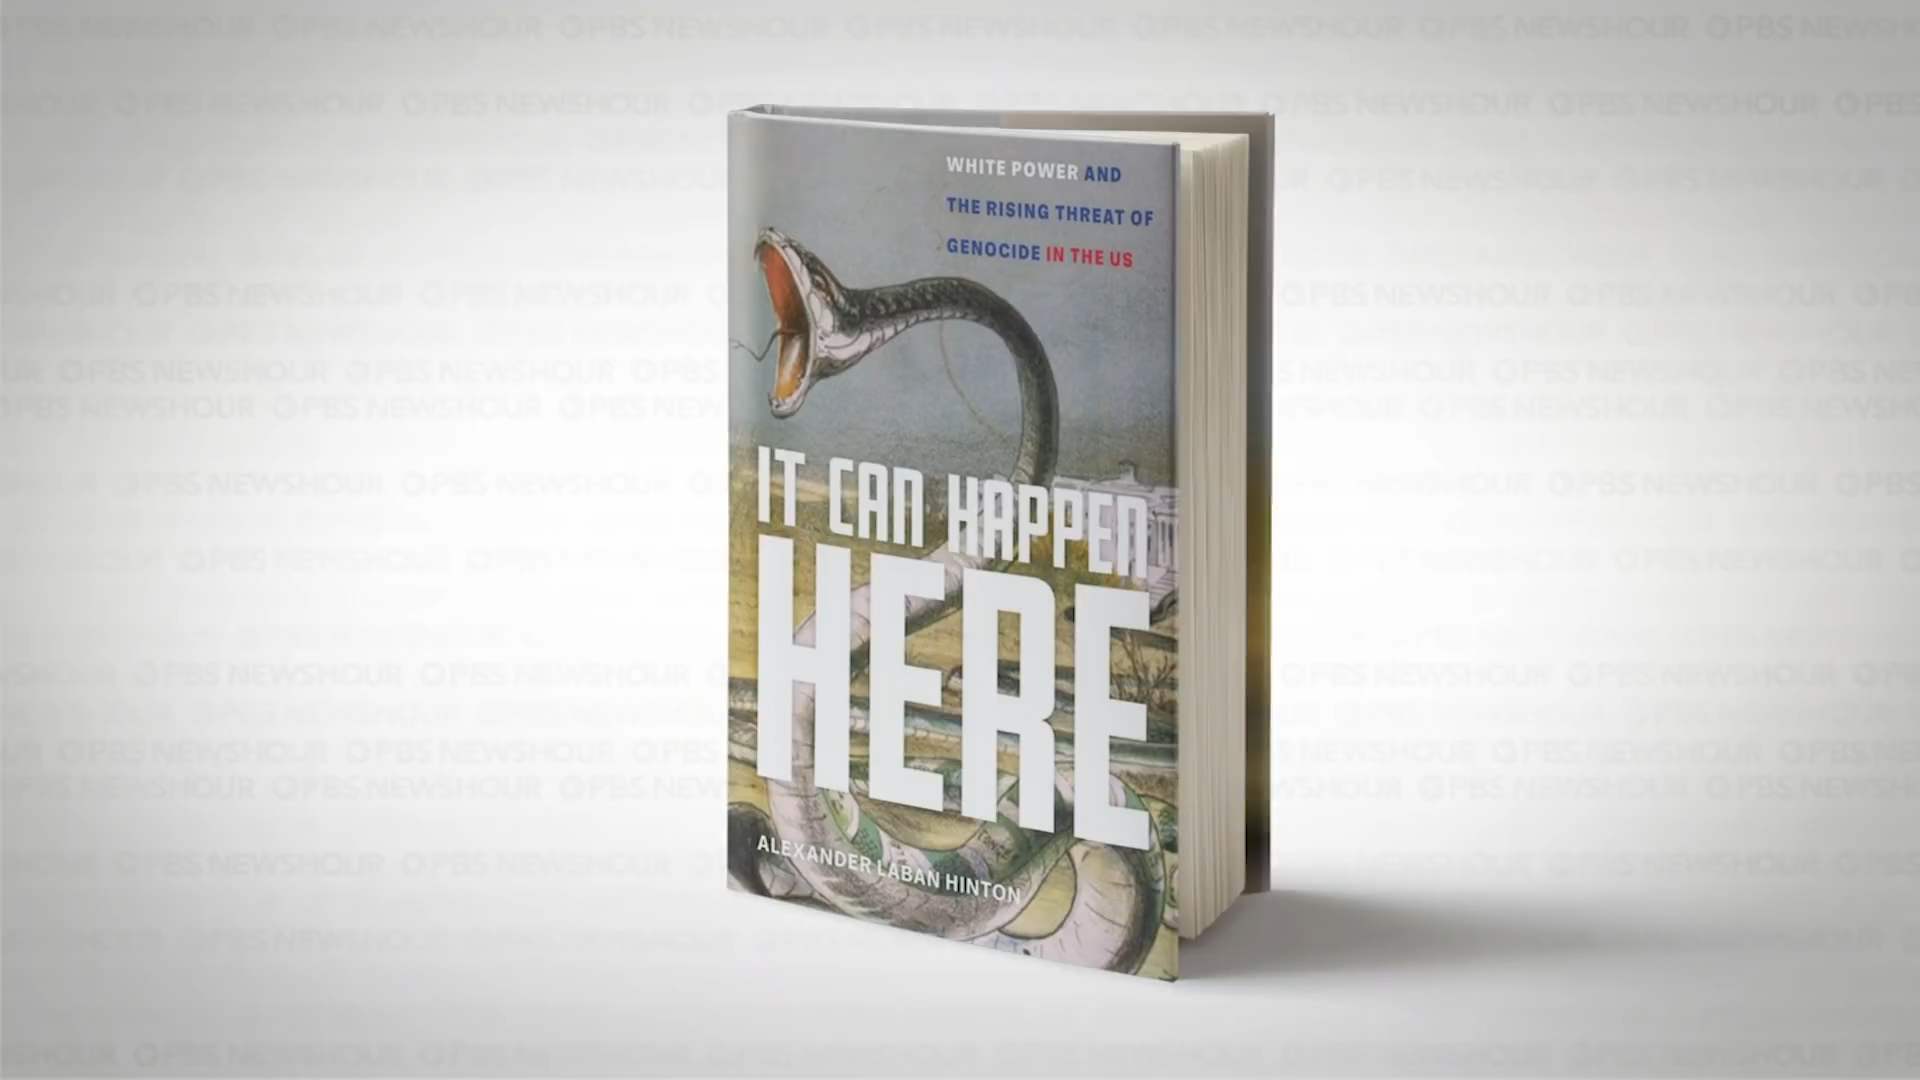 WHITE POWER AND
THE RISING THREAT OF
GENOCIDE IN THE US
IT CAN HAPPEN
HERE
ALEXANDER LABAN HINTON
PBS NEWSHOUR